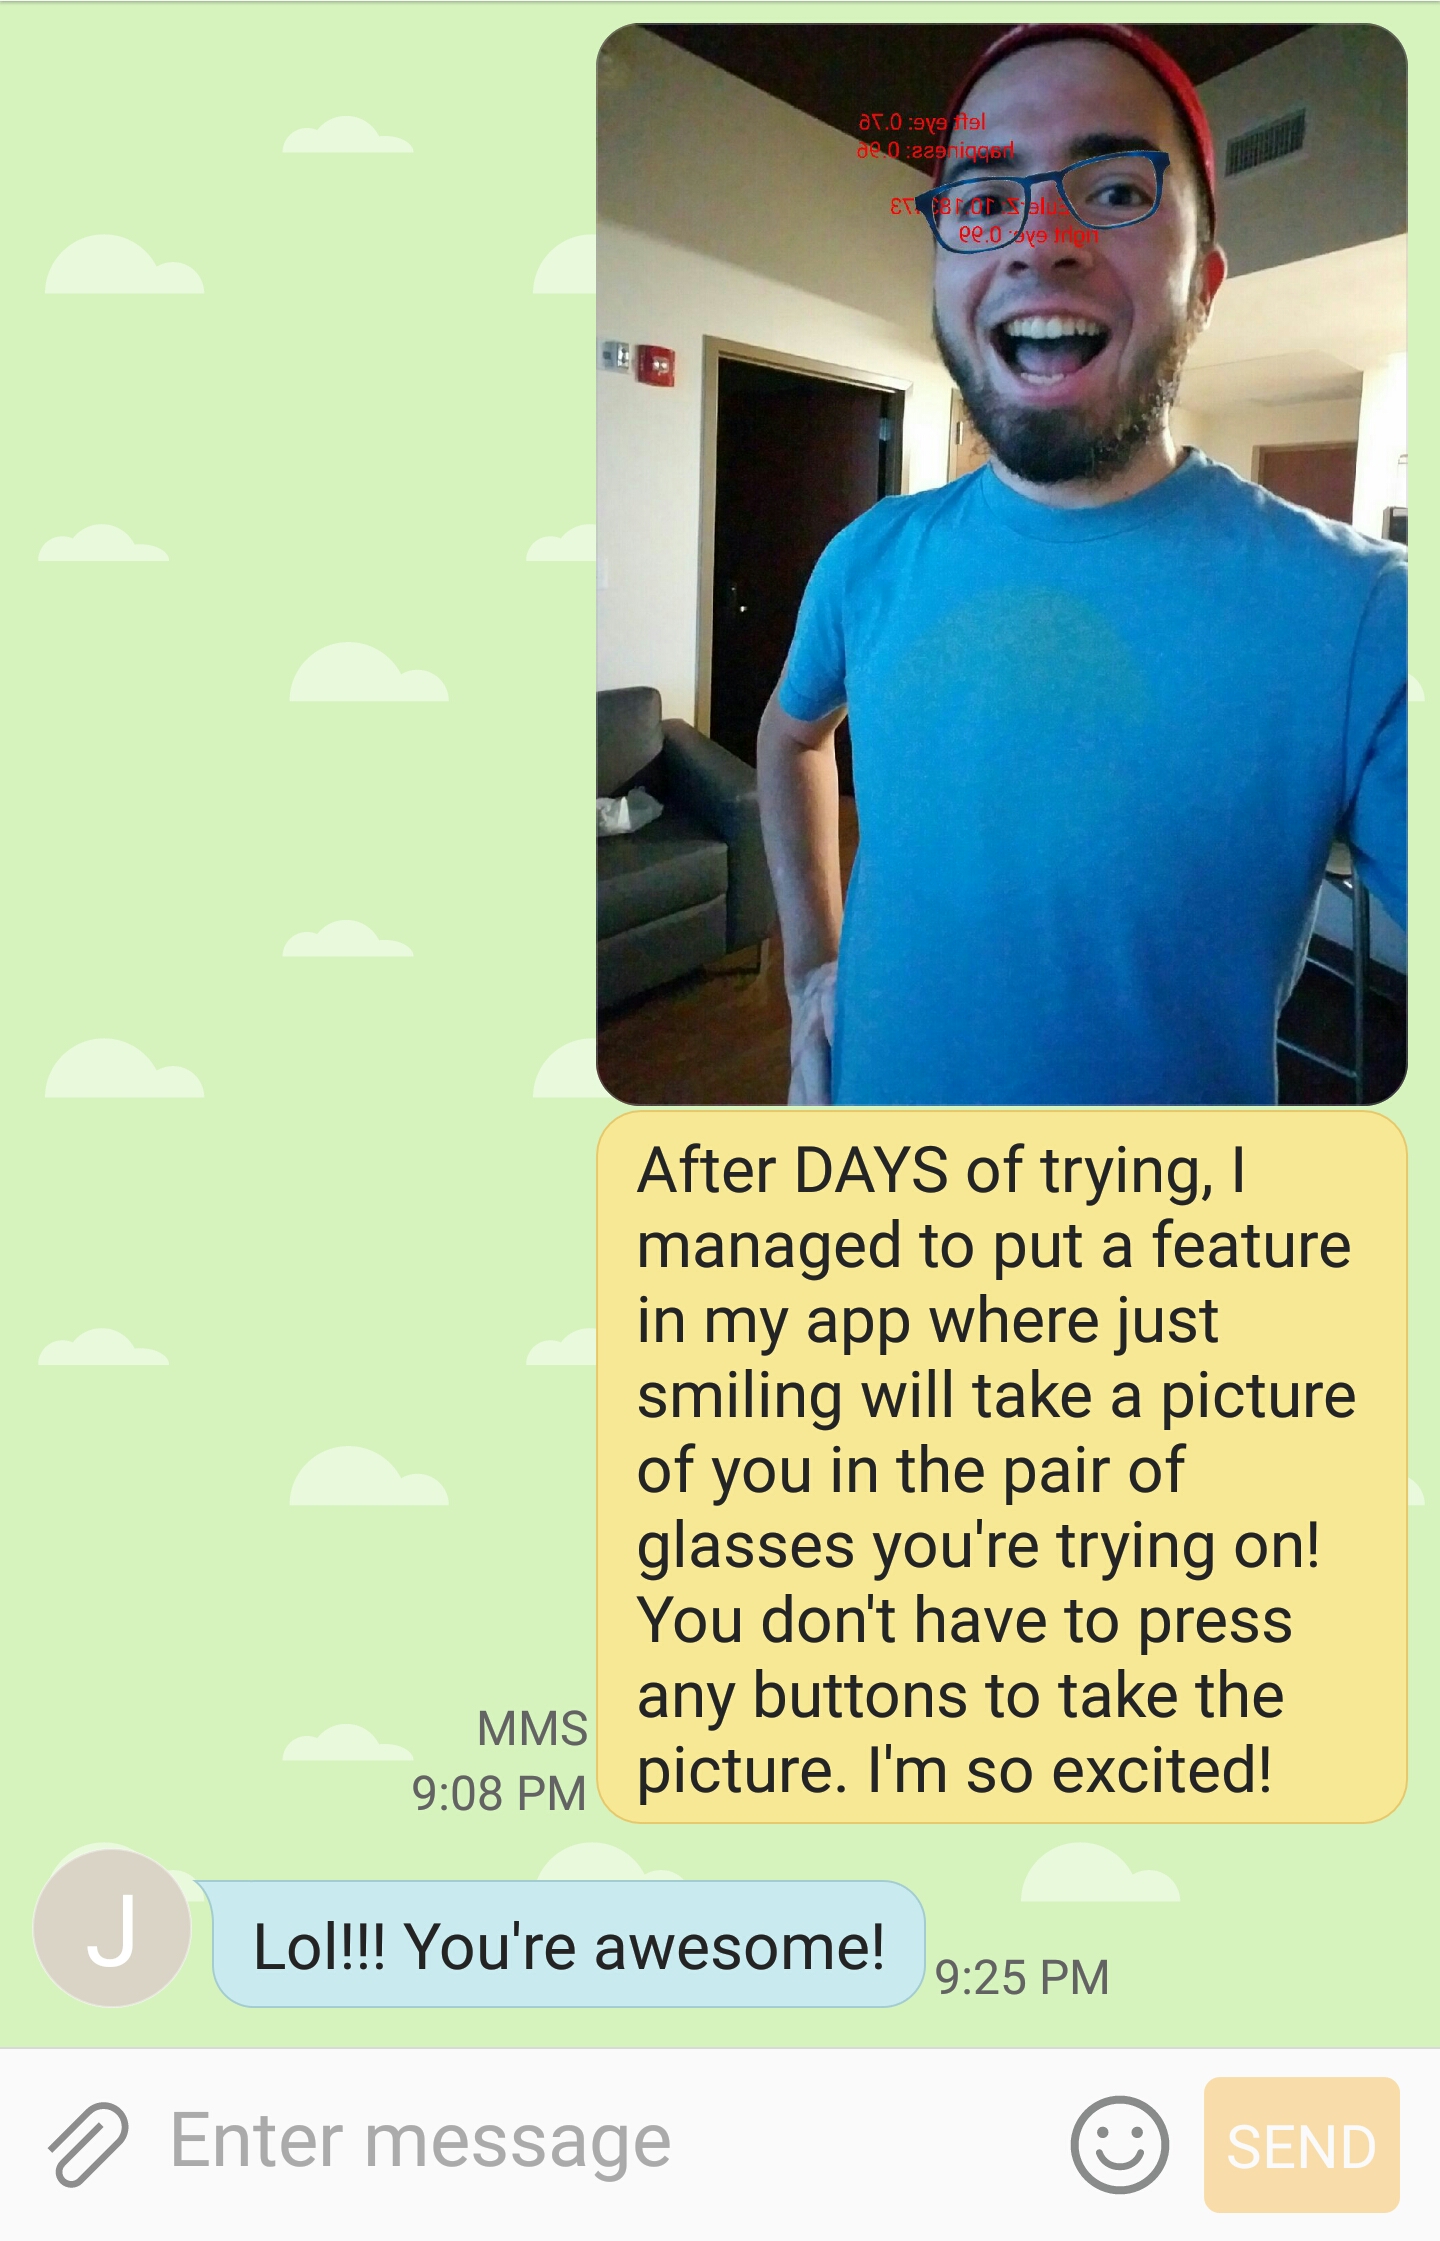 left eye: 0.76
happiness: 0.96
right eye: 0.99
After DAYS of trying, I
managed to put a feature
in my app where just
smiling will take a picture
of you in the pair of
glasses you're trying on!
You don't have to press
any buttons to take the
picture. I'm so excited!
MMS
9:08 PM
J
Lol!!! You're awesome!
9:25 PM
Enter message
SEND